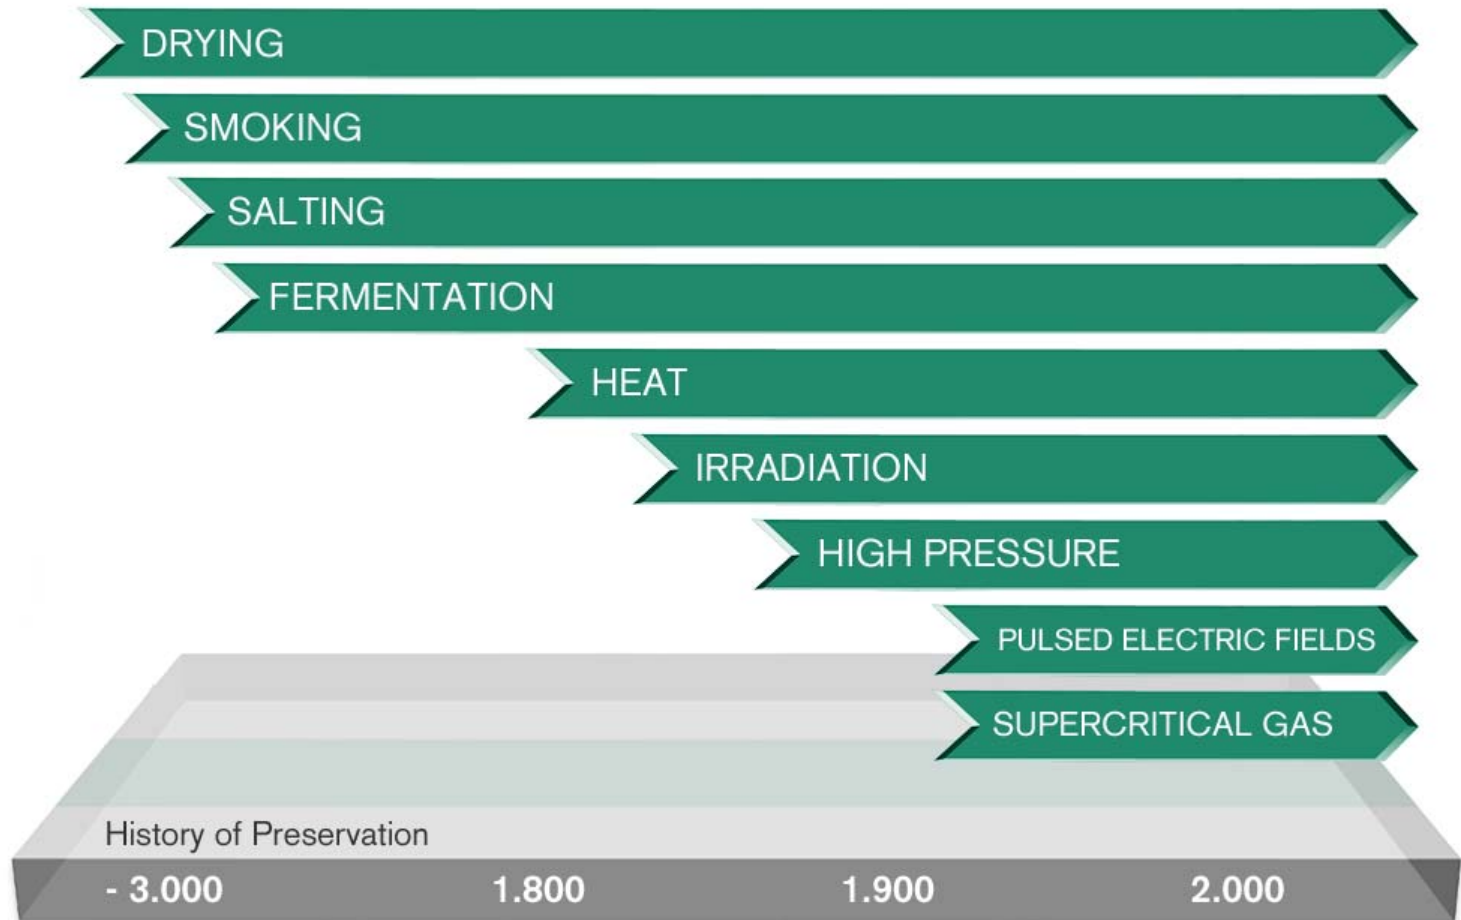 DRYING
SMOKING
SALTING
FERMENTATION
HEAT
IRRADIATION
HIGH PRESSURE
PULSED ELECTRIC FIELDS
SUPERCRITICAL GAS
History of Preservation
- 3.000 1.800 1.900 2.000